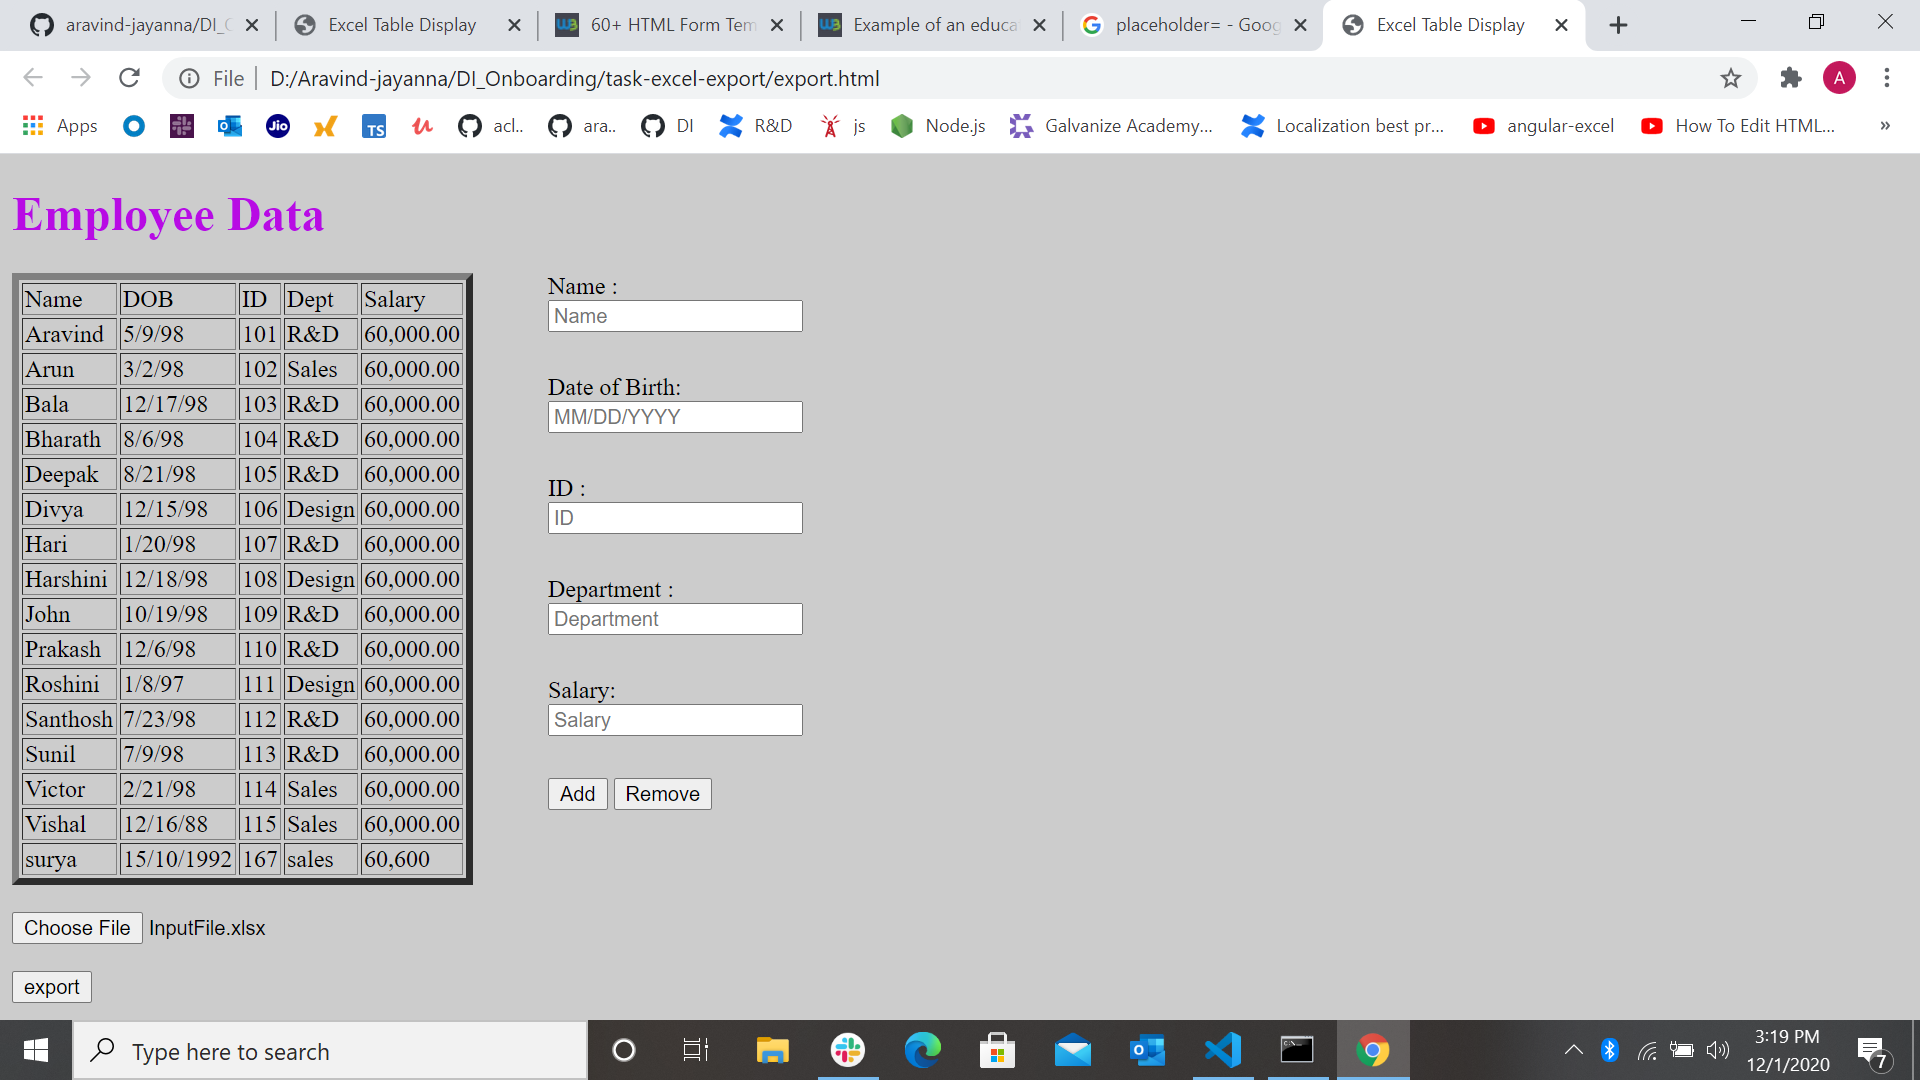 aravind-jayanna/DI_ Excel Table Display 60+ HTML Form Tem Example of an educa placeholder= - Goog Excel Table Display
File D:/Aravind-jayanna/DI_Onboarding/task-excel-export/export.html A
Apps Jio TS acl.. ara.. DI R&D js Node.js Galvanize Academy... Localization best pr... angular-excel How To Edit HTML... »
Employee Data
Name DOB ID Dept Salary
Aravind 5/9/98 101 R&D 60,000.00
Arun 3/2/98 102 Sales 60,000.00
Bala 12/17/98 103 R&D 60,000.00
Bharath 8/6/98 104 R&D 60,000.00
Deepak 8/21/98 105 R&D 60,000.00
Divya 12/15/98 106 Design 60,000.00
Hari 1/20/98 107 R&D 60,000.00
Harshini 12/18/98 108 Design 60,000.00
John 10/19/98 109 R&D 60,000.00
Prakash 12/6/98 110 R&D 60,000.00
Roshini 1/8/97 111 Design 60,000.00
Santhosh 7/23/98 112 R&D 60,000.00
Sunil 7/9/98 113 R&D 60,000.00
Victor 2/21/98 114 Sales 60,000.00
Vishal 12/16/88 115 Sales 60,000.00
surya 15/10/1992 167 sales 60,600
Choose File InputFile.xlsx
export
Name :
Name
Date of Birth:
MM/DD/YYYY
ID :
ID
Department :
Department
Salary:
Salary
Add Remove
Type here to search
3:19 PM
12/1/2020
7